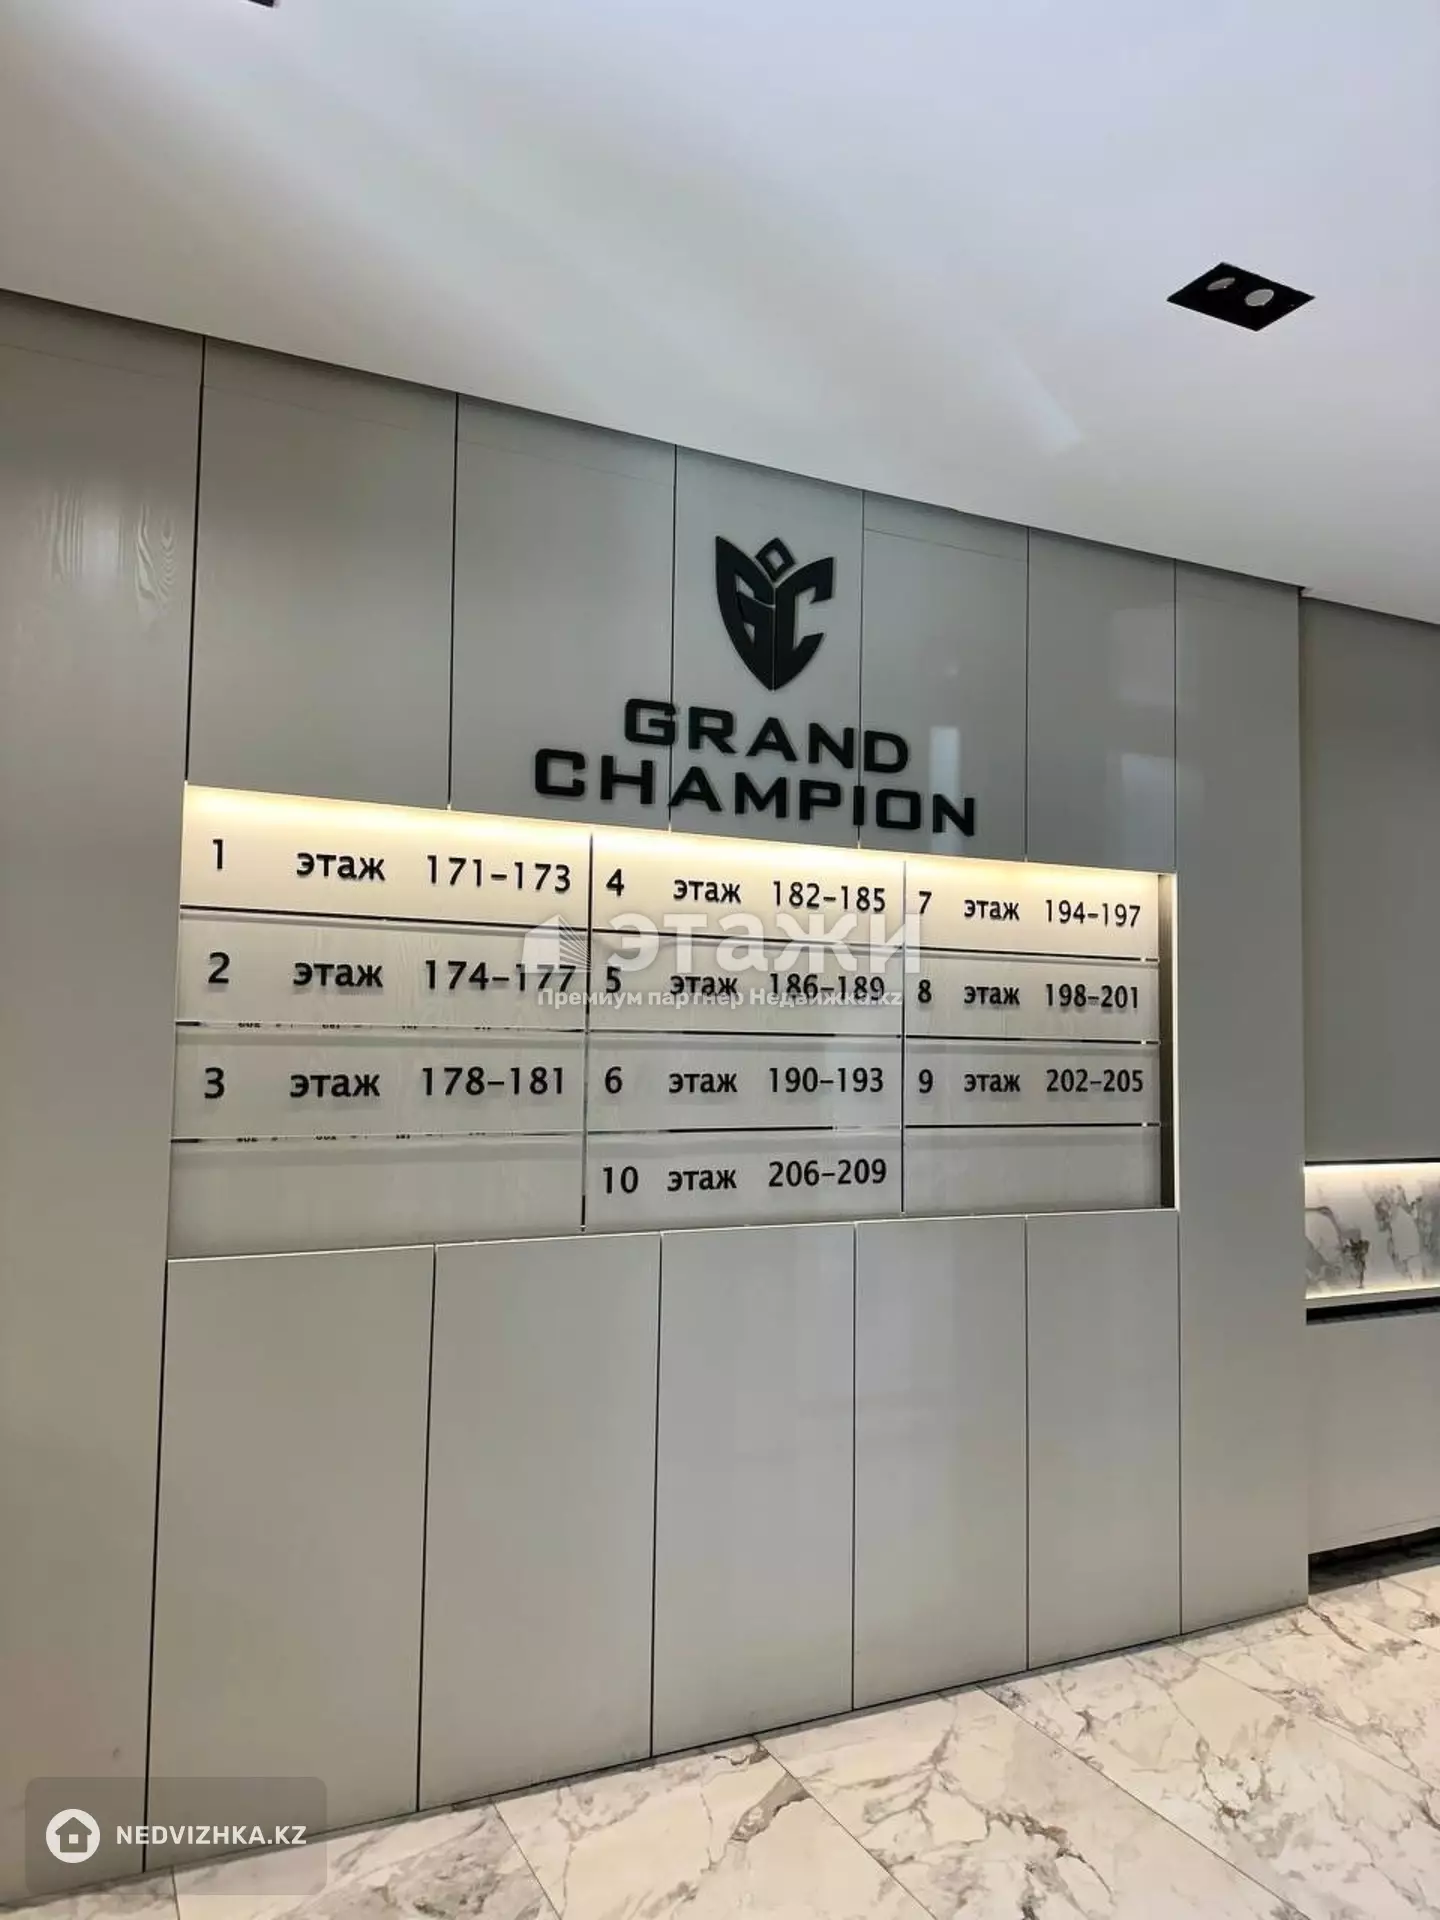 GC
GRAND
CHAMPION
1 этаж 171-173
2 этаж 174-177
3 этаж 178-181
4 этаж 182-185
5 этаж 186-189
6 этаж 190-193
10 этаж 206-209
7 этаж 194-197
8 этаж 198-201
9 этаж 202-205
этажи
Премиум партнер Недвижка.kz
NEDVIZHKA.KZ